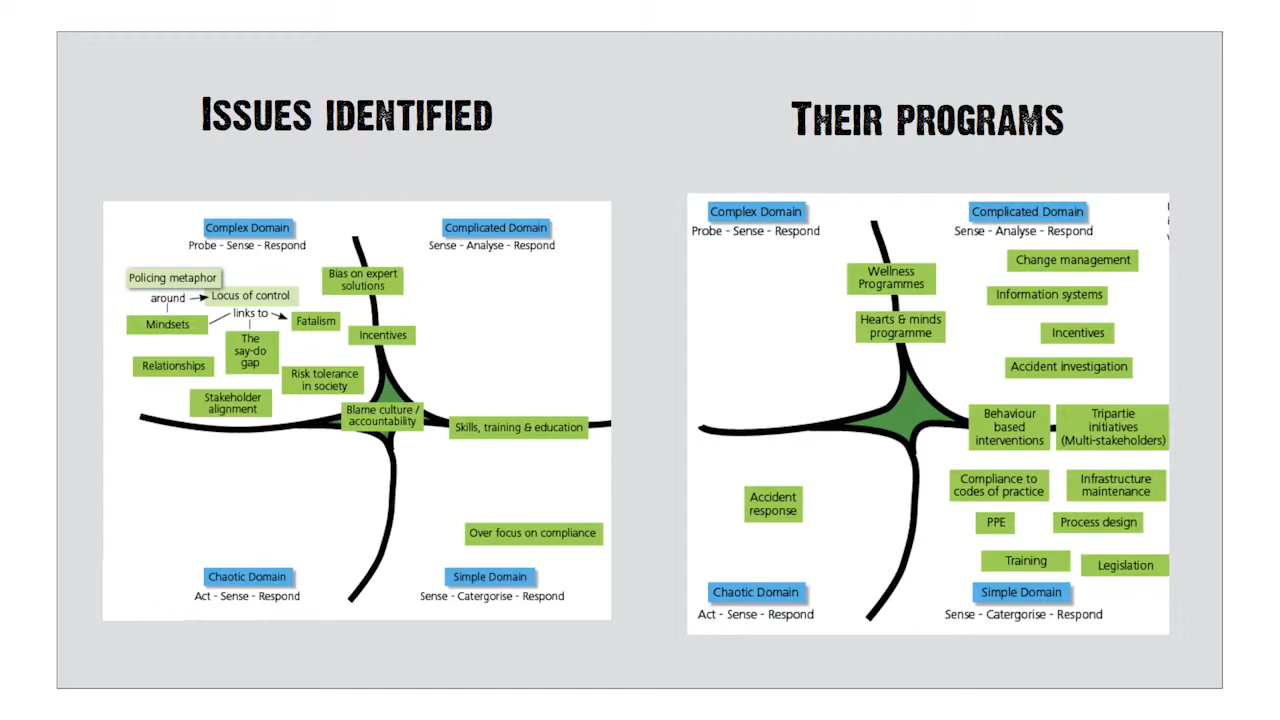 ISSUES IDENTIFIED
Complex Domain
Probe - Sense - Respond
Complicated Domain
Sense - Analyse - Respond
Policing metaphor
around
Locus of control
Mindsets
links to
Fatalism
Bias on expert
solutions
Incentives
The
say-do
gap
Relationships
Risk tolerance
in society
Stakeholder
alignment
Blame culture /
accountability
Skills, training & education
Over focus on compliance
Chaotic Domain
Act - Sense - Respond
Simple Domain
Sense - Catergorise - Respond
THEIR PROGRAMS
Complex Domain
Probe - Sense - Respond
Complicated Domain
Sense - Analyse - Respond
Wellness
Programmes
Hearts & minds
programme
Change management
Information systems
Incentives
Accident investigation
Behaviour
based
interventions
Tripartie
initiatives
(Multi-stakeholders)
Accident
response
Compliance to
codes of practice
Infrastructure
maintenance
PPE
Process design
Training
Legislation
Chaotic Domain
Act - Sense - Respond
Simple Domain
Sense - Catergorise - Respond